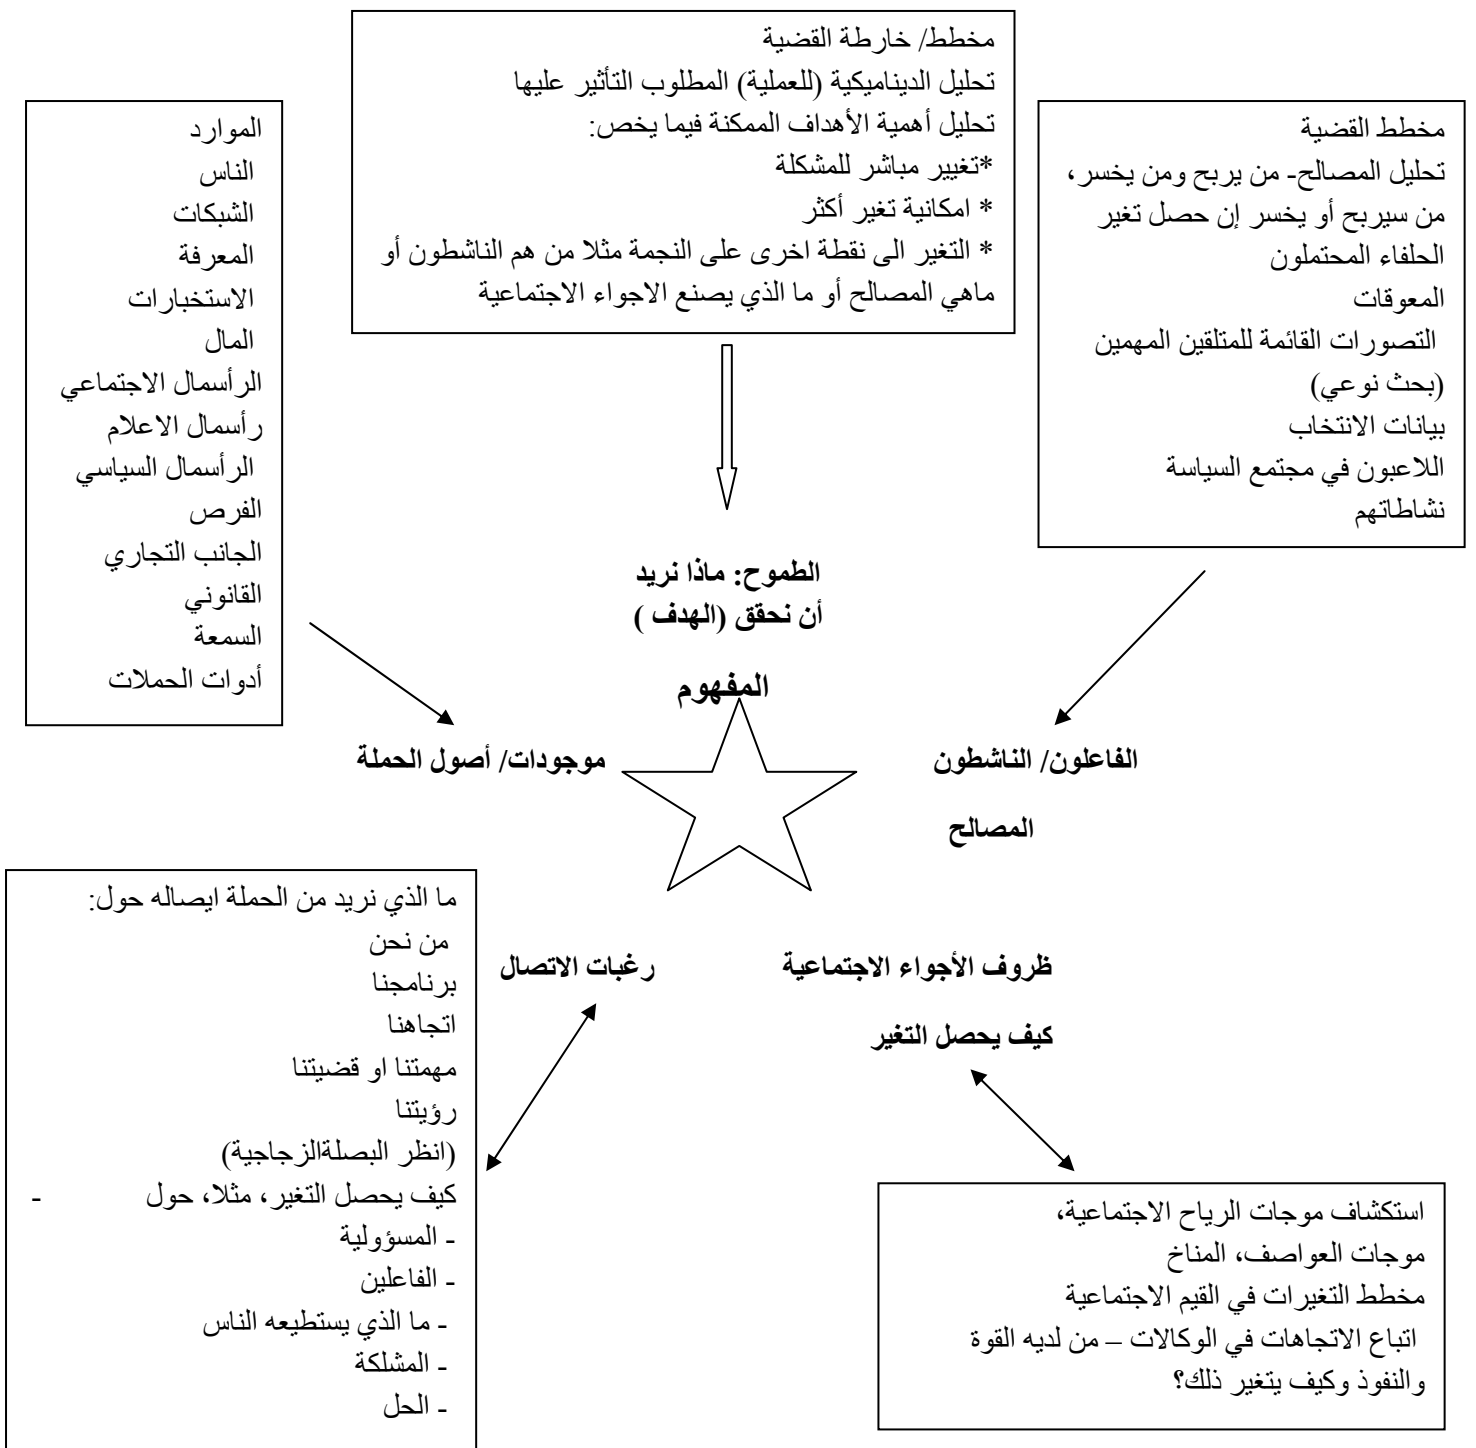 مخطط/ خارطة القضية
تحليل الديناميكية (للعملية) المطلوب التأثير عليها
تحليل أهمية الأهداف الممكنة فيما يخص:
*تغيير مباشر للمشكلة
* امكانية تغير أكثر
* التغير الى نقطة اخرى على النجمة مثلا من هم الناشطون أو
ماهي المصالح أو ما الذي يصنع الاجواء الاجتماعية
مخطط القضية
تحليل المصالح- من يربح ومن يخسر،
من سيربح أو يخسر إن حصل تغير
الحلفاء المحتملون
المعوقات
التصورات القائمة للمتلقين المهمين
(بحث نوعي)
بيانات الانتخاب
اللاعبون في مجتمع السياسة
نشاطاتهم
الموارد
الناس
الشبكات
المعرفة
الاستخبارات
المال
الرأسمال الاجتماعي
رأسمال الاعلام
الرأسمال السياسي
الفرص
الجانب التجاري
القانوني
السمعة
أدوات الحملات
الطموح: ماذا نريد
أن نحقق (الهدف )
المفهوم
الفاعلون/ الناشطون
المصالح
موجودات/ أصول الحملة
ظروف الأجواء الاجتماعية
كيف يحصل التغير
رغبات الاتصال
ما الذي نريد من الحملة ايصاله حول:
من نحن
برنامجنا
اتجاهنا
مهمتنا او قضيتنا
رؤيتنا
(انظر البصلةالزجاجية)
كيف يحصل التغير، مثلا، حول -
- المسؤولية
- الفاعلين
- ما الذي يستطيعه الناس
- المشلكة
- الحل
استكشاف موجات الرياح الاجتماعية،
موجات العواصف، المناخ
مخطط التغيرات في القيم الاجتماعية
اتباع الاتجاهات في الوكالات – من لديه القوة
والنفوذ وكيف يتغير ذلك؟